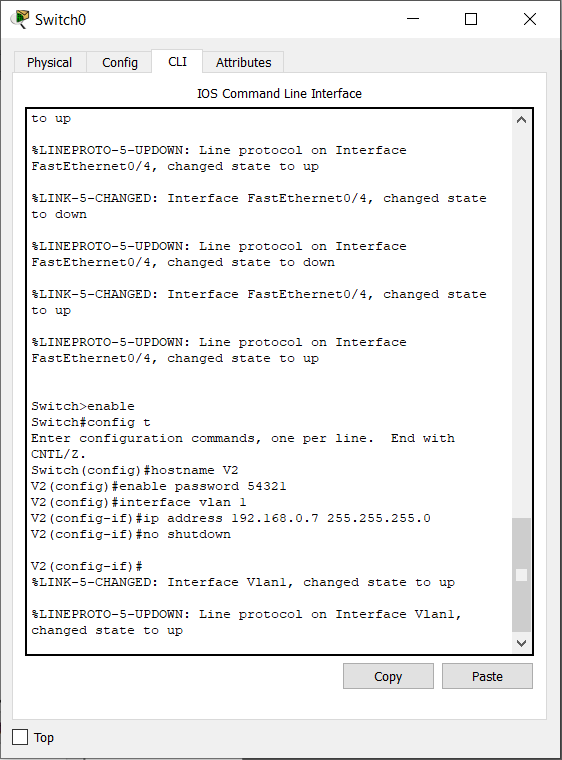 Switch0
Physical Config CLI Attributes
IOS Command Line Interface
to up
%LINEPROTO-5-UPDOWN: Line protocol on Interface
FastEthernet0/4, changed state to up
%LINK-5-CHANGED: Interface FastEthernet0/4, changed state
to down
%LINEPROTO-5-UPDOWN: Line protocol on Interface
FastEthernet0/4, changed state to down
%LINK-5-CHANGED: Interface FastEthernet0/4, changed state
to up
%LINEPROTO-5-UPDOWN: Line protocol on Interface
FastEthernet0/4, changed state to up
Switch>enable
Switch#config t
Enter configuration commands, one per line.  End with
CNTL/Z.
Switch(config)#hostname V2
V2(config)#enable password 54321
V2(config)#interface vlan 1
V2(config-if)#ip address 192.168.0.7 255.255.255.0
V2(config-if)#no shutdown
V2(config-if)#
%LINK-5-CHANGED: Interface Vlan1, changed state to up
%LINEPROTO-5-UPDOWN: Line protocol on Interface Vlan1,
changed state to up
Copy Paste
Top